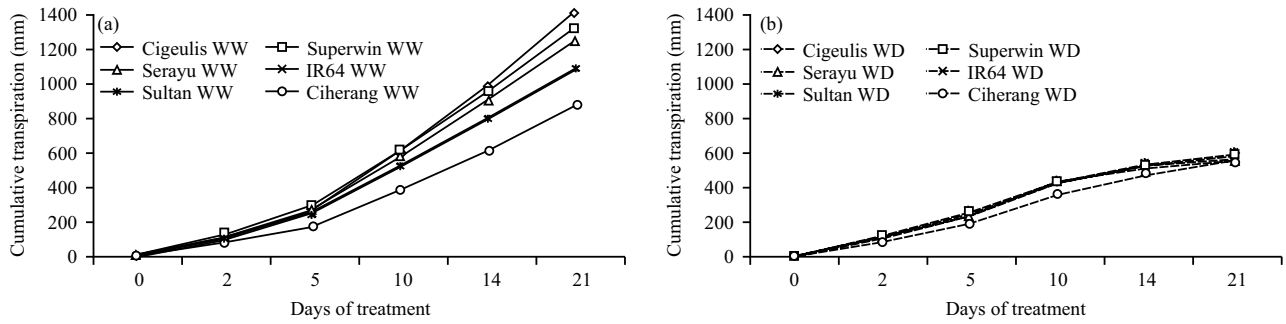 (a)
Cumulative transpiration (mm)
1400
1200
1000
800
600
400
200
0
Cigeulis WW
Superwin WW
Serayu WW
IR64 WW
Sultan WW
Ciherang WW
0 2 5 10 14 21
Days of treatment
(b)
Cumulative transpiration (mm)
1400
1200
1000
800
600
400
200
0
Cigeulis WD
Superwin WD
Serayu WD
IR64 WD
Sultan WD
Ciherang WD
0 2 5 10 14 21
Days of treatment